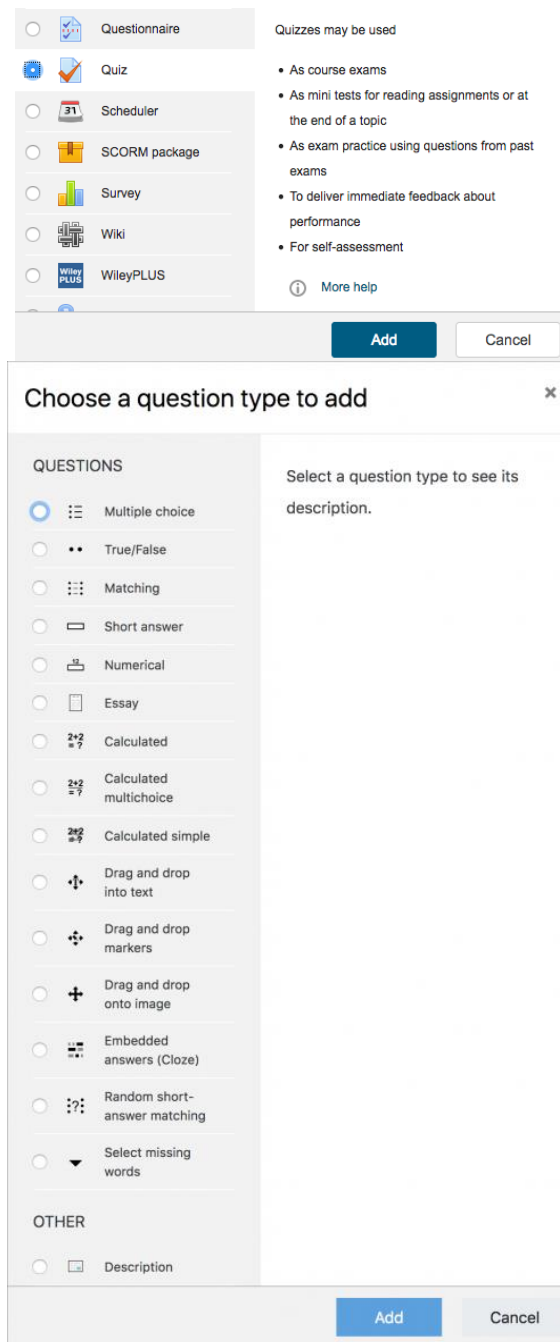 Questionnaire
Quiz
31
Scheduler
SCORM package
Survey
Wiki
Wiley
PLUS
WileyPLUS
Quizzes may be used
• As course exams
• As mini tests for reading assignments or at
the end of a topic
• As exam practice using questions from past
exams
• To deliver immediate feedback about
performance
• For self-assessment
More help
Add
Cancel
Choose a question type to add
×
QUESTIONS
Multiple choice
True/False
Matching
Short answer
12
Numerical
Essay
2+2
= ?
Calculated
2+2
= ?
Calculated
multichoice
2+2
=?
Calculated simple
Drag and drop
into text
Drag and drop
markers
Drag and drop
onto image
Embedded
answers (Cloze)
?
Random short-
answer matching
Select missing
words
OTHER
Description
Select a question type to see its
description.
Add
Cancel